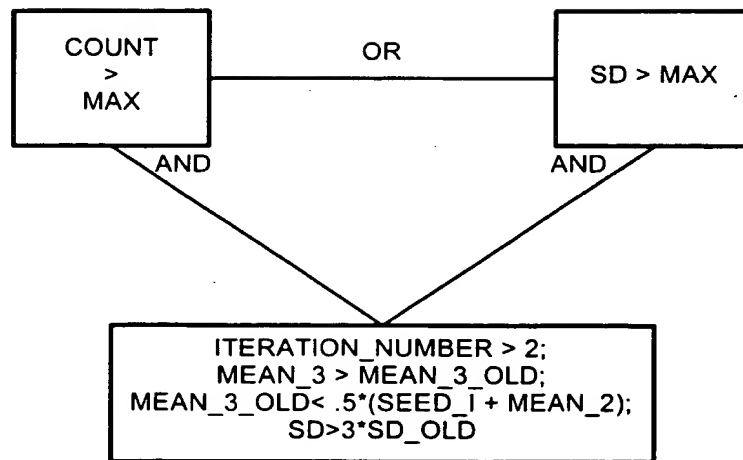 COUNT
>
MAX
OR
SD > MAX
AND
AND
ITERATION_NUMBER > 2;
MEAN_3 > MEAN_3_OLD;
MEAN_3_OLD< .5*(SEED_I + MEAN_2);
SD>3*SD_OLD